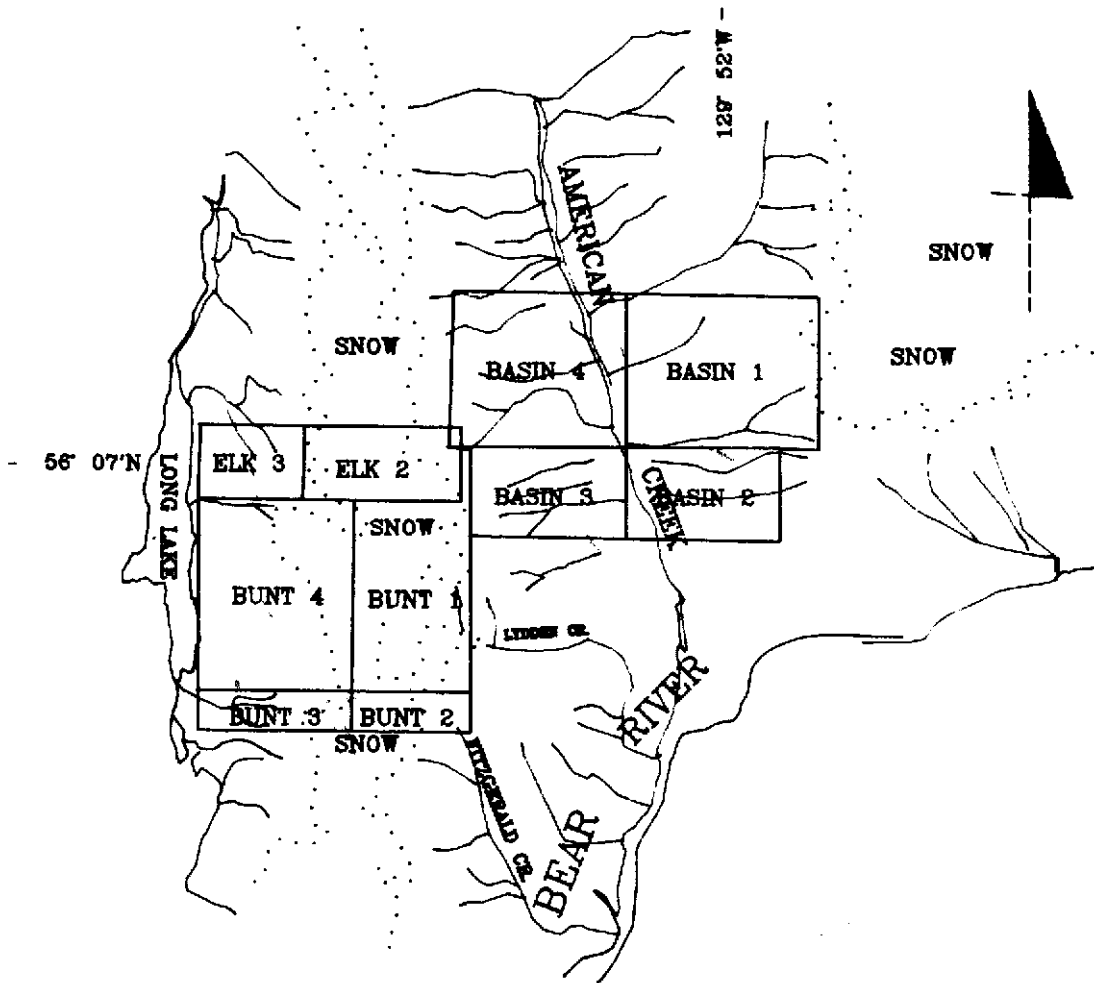 129° 52'W -
AMERICAN
SNOW
SNOW
SNOW
BASIN 4
BASIN 1
- 56° 07'N
LONG LAKE
ELK 3
ELK 2
BASIN 3
CREEK
BASIN 2
SNOW
BUNT 4
BUNT 1
LYDDEN CR.
RIVER
BUNT 3
BUNT 2
SNOW
FITZGERALD CR.
BEAR